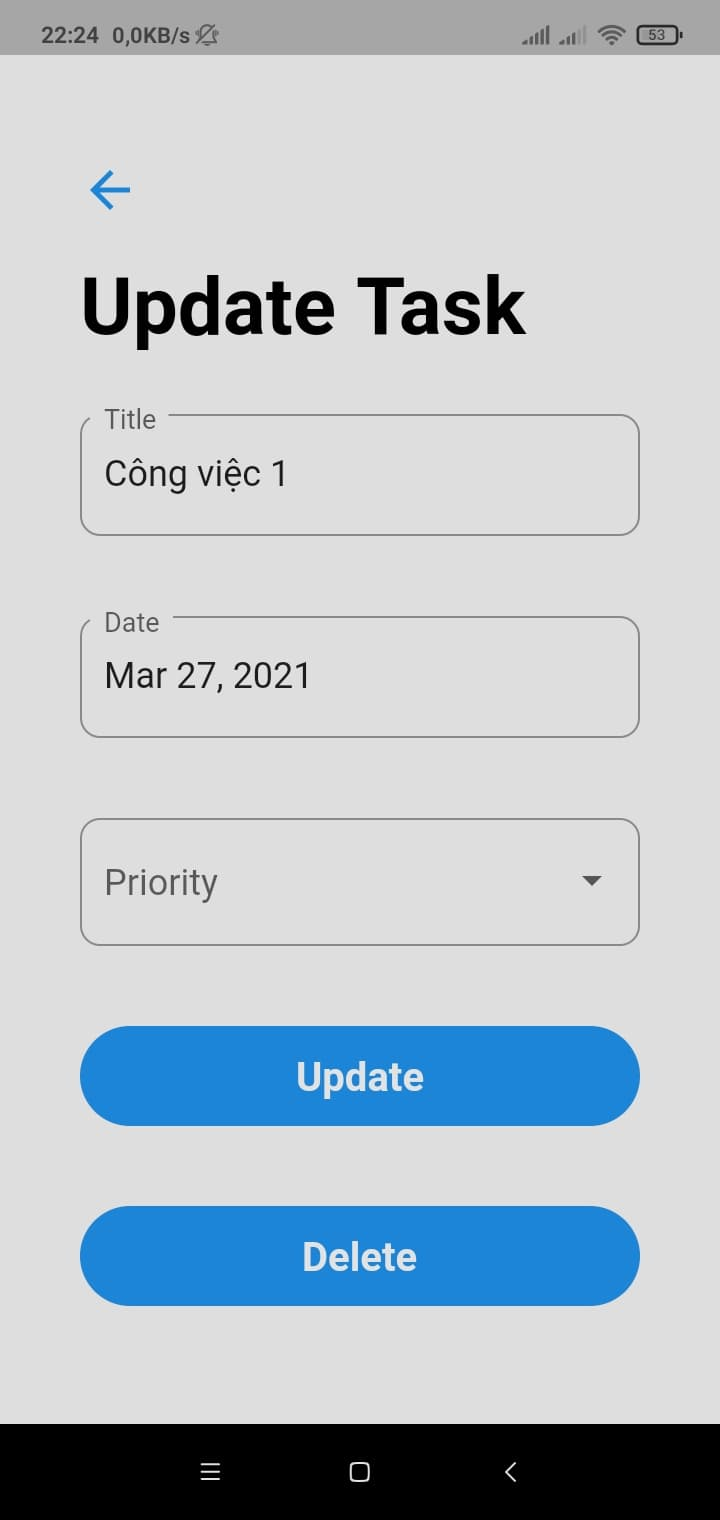 22:24 0,0KB/s 53
Update Task
Title
Công việc 1
Date
Mar 27, 2021
Priority
Update
Delete